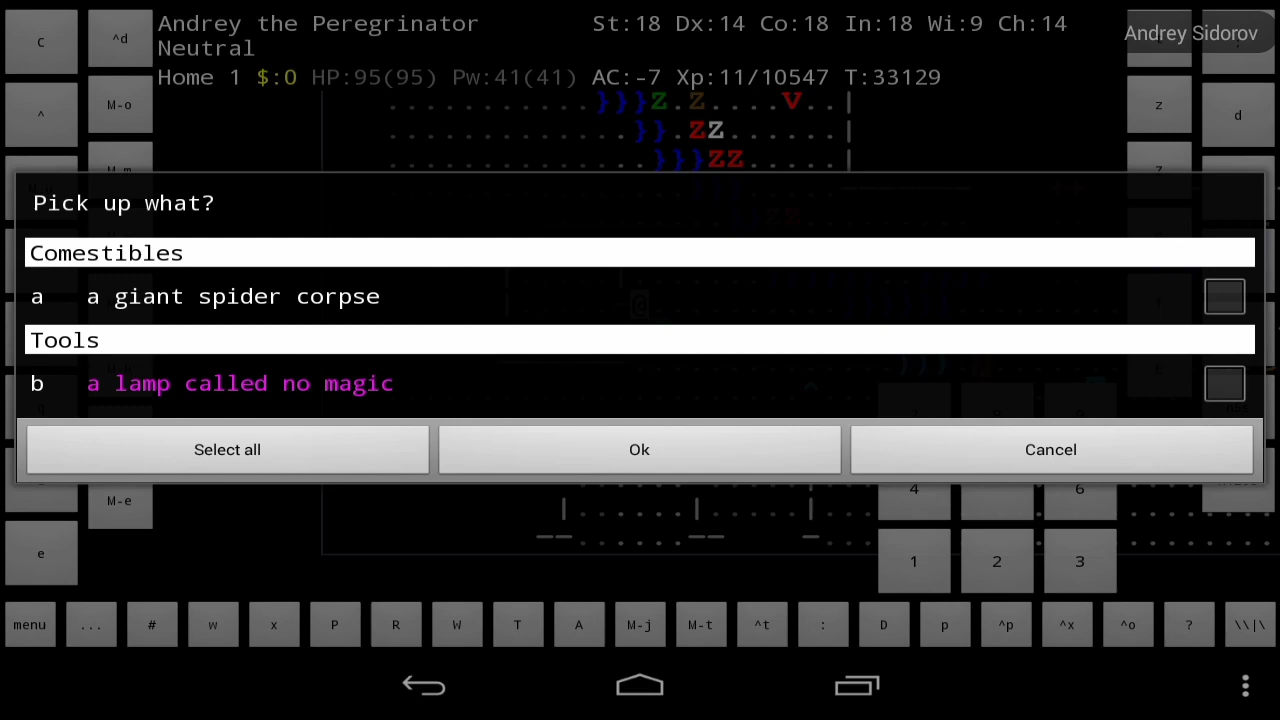 Andrey the Peregrinator St:18 Dx:14 Co:18 In:18 Wi:9 Ch:14
Andrey Sidorov
Neutral
Home 1 $:0 HP:95(95) Pw:41(41) AC:-7 Xp:11/10547 T:33129
C
^d
^
M-o
z
d
Pick up what?
Comestibles
a a giant spider corpse
Tools
b a lamp called no magic
Select all
Ok
Cancel
M-e
4
6
e
1
2
3
menu
...
#
w
x
P
R
W
T
A
M-j
M-t
^t
:
D
p
^p
^x
^o
?
\\|\